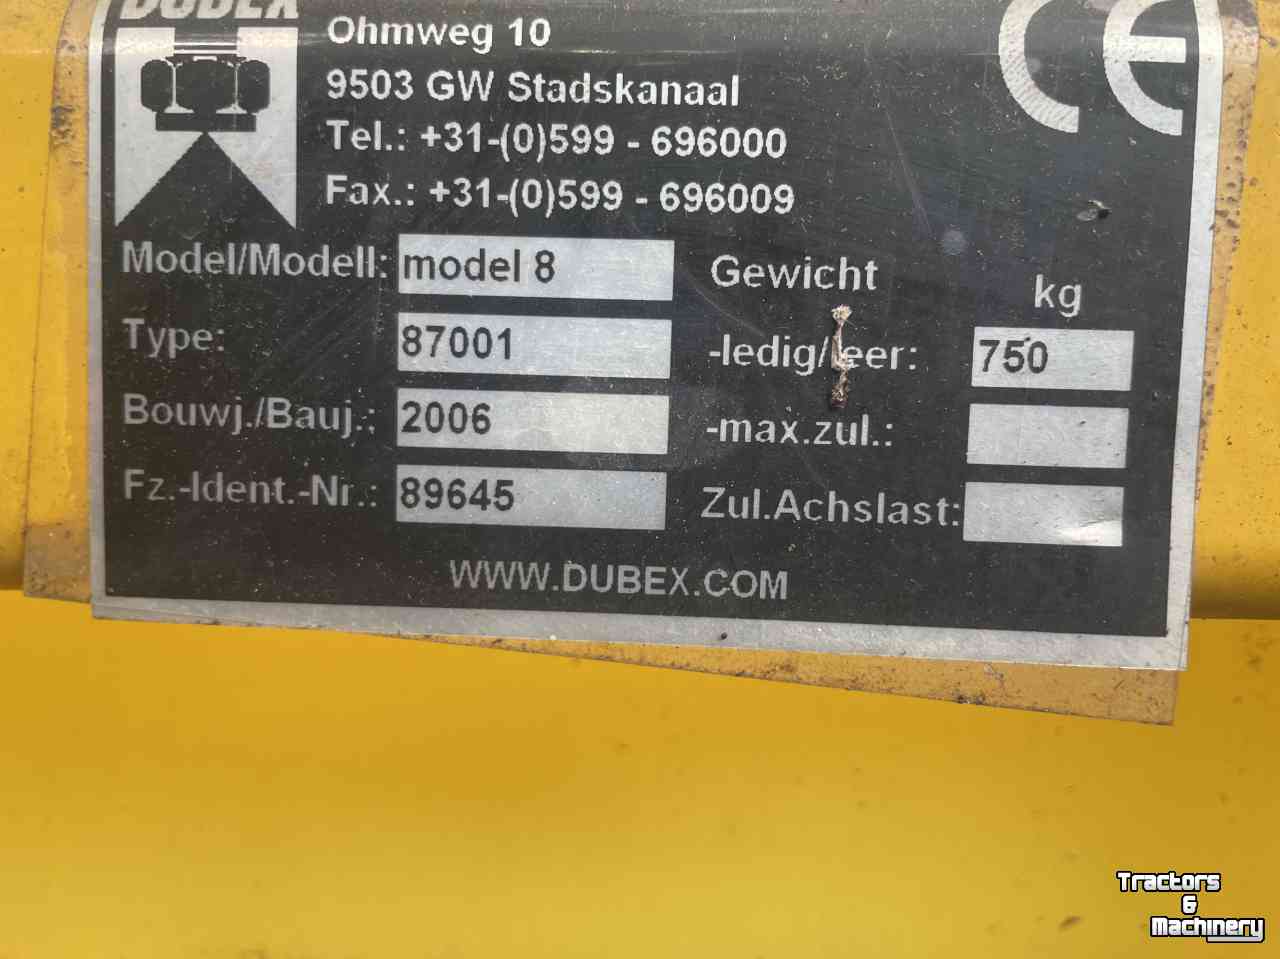 DUBEX
Ohmweg 10
9503 GW Stadskanaal
Tel.: +31-(0)599 - 696000
Fax.: +31-(0)599 - 696009
CE
Model/Modell: model 8
Type: 87001
Bouwj./Bauj.: 2006
Fz.-Ident.-Nr.: 89645
Gewicht kg
-ledig/leer: 750
-max.zul.:
Zul.Achslast:
WWW.DUBEX.COM
Tractors
&
Machinery